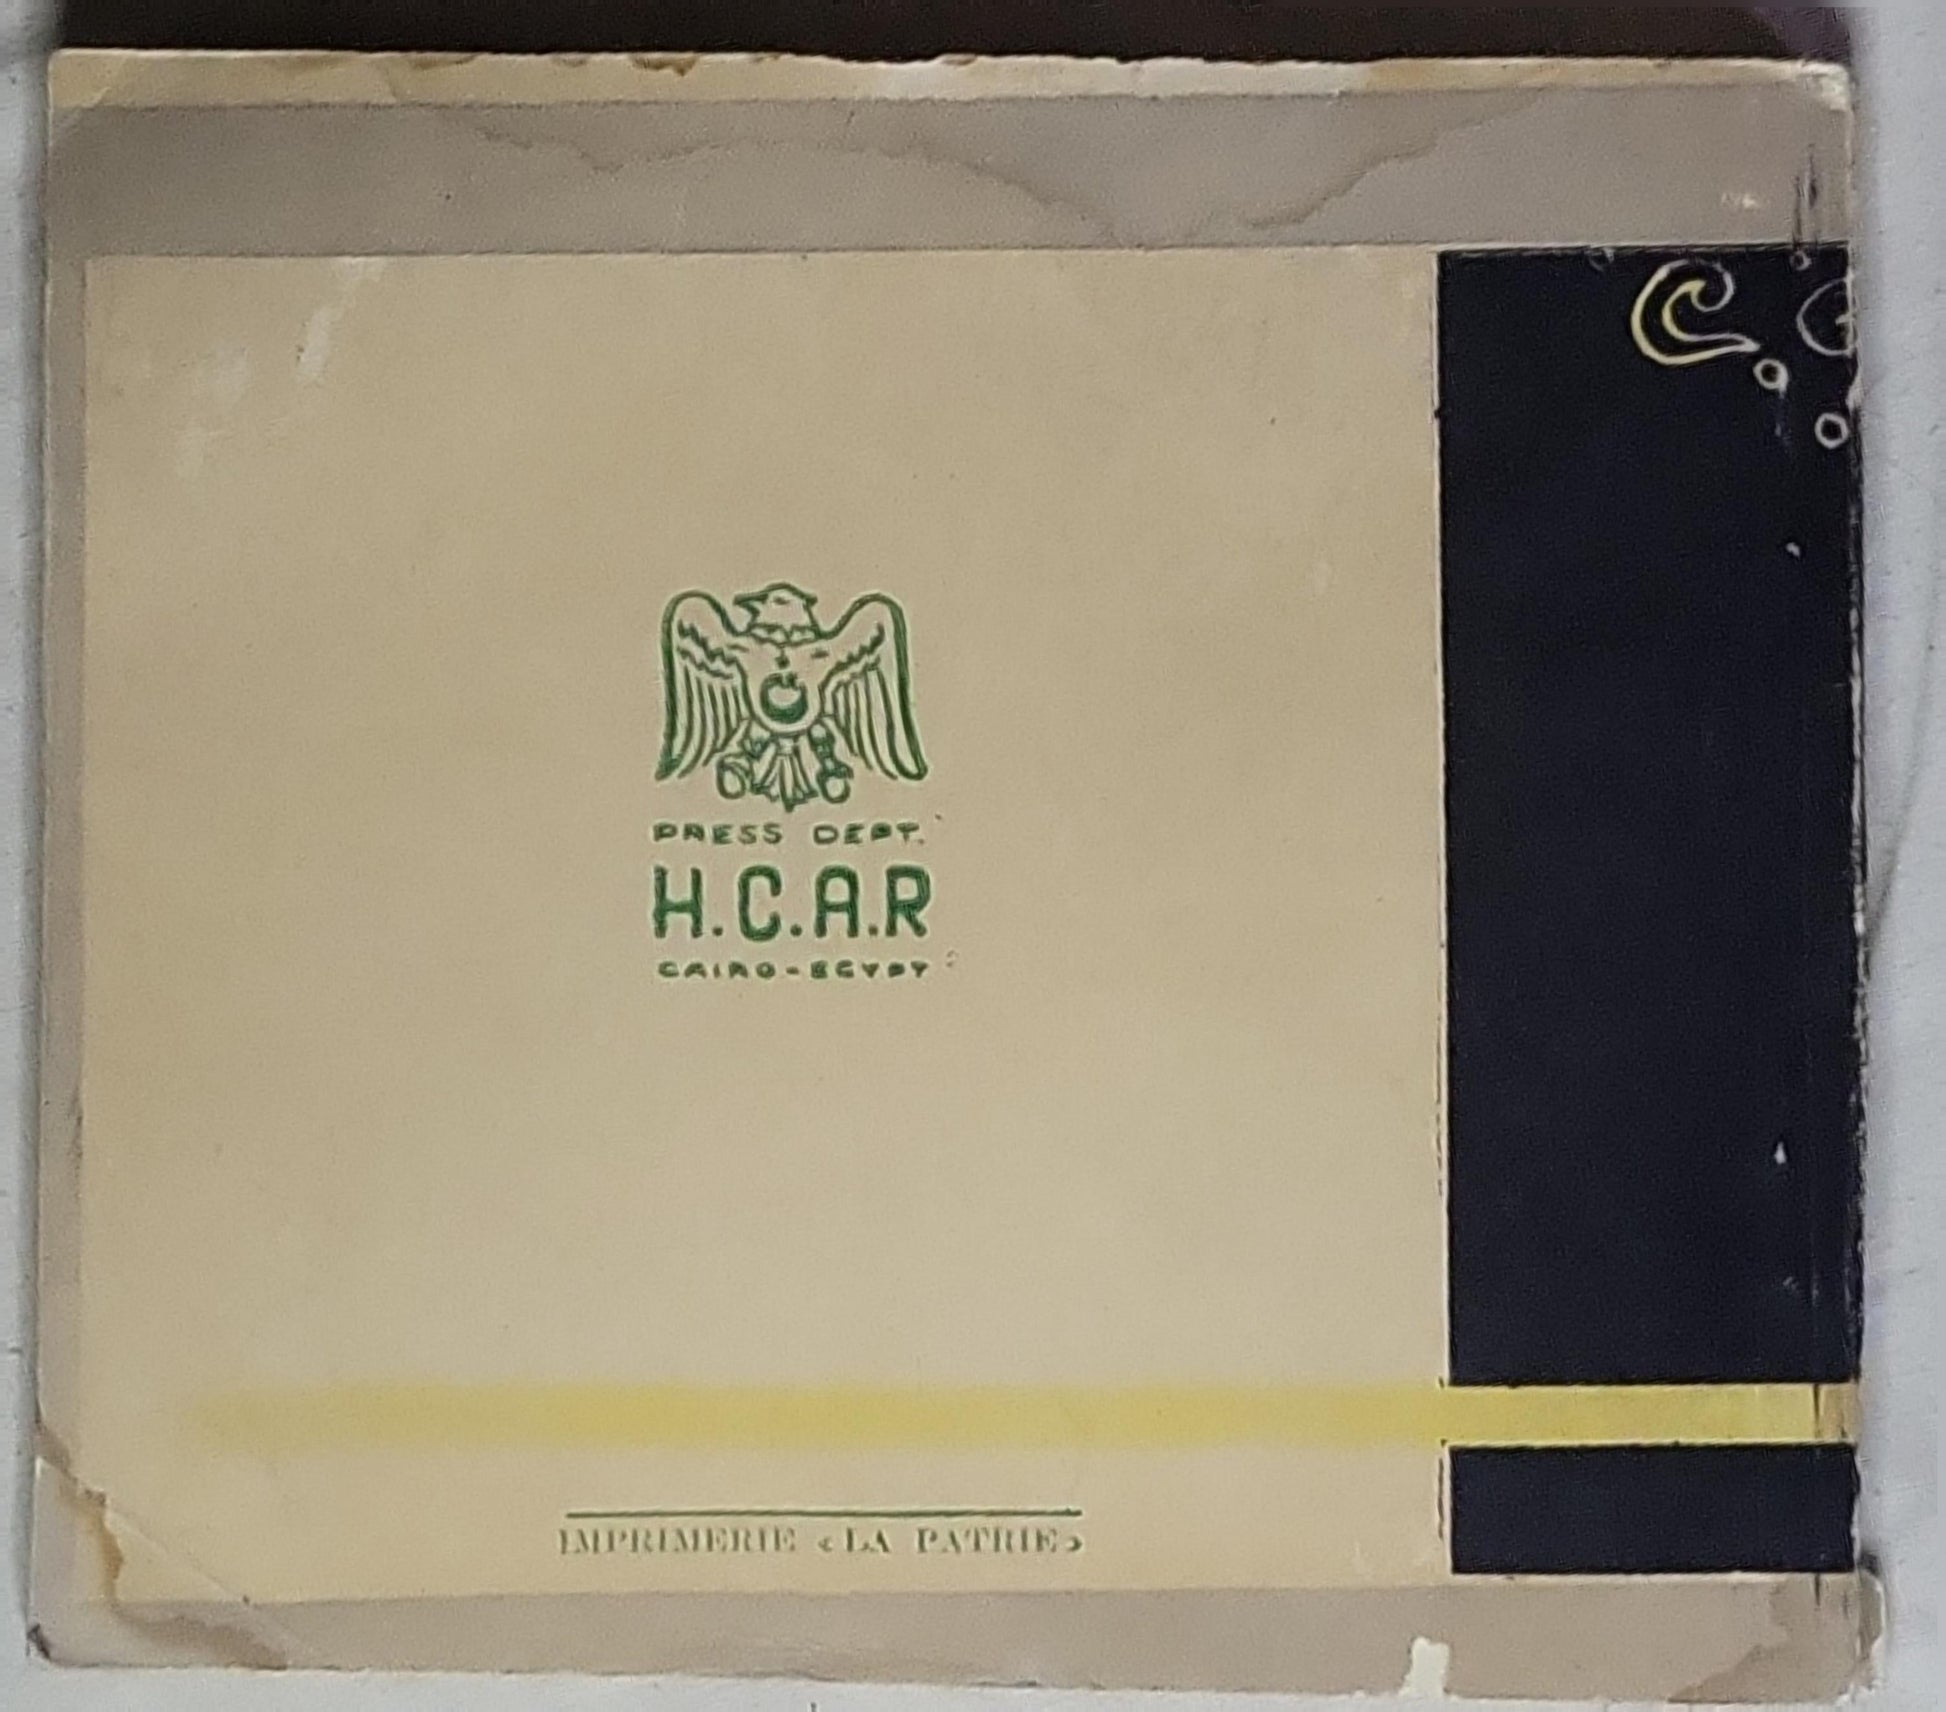 PRESS DEPT.
H.C.A.R
CAIRO-EGYPT
IMPRIMERIE «LA PATRIE»